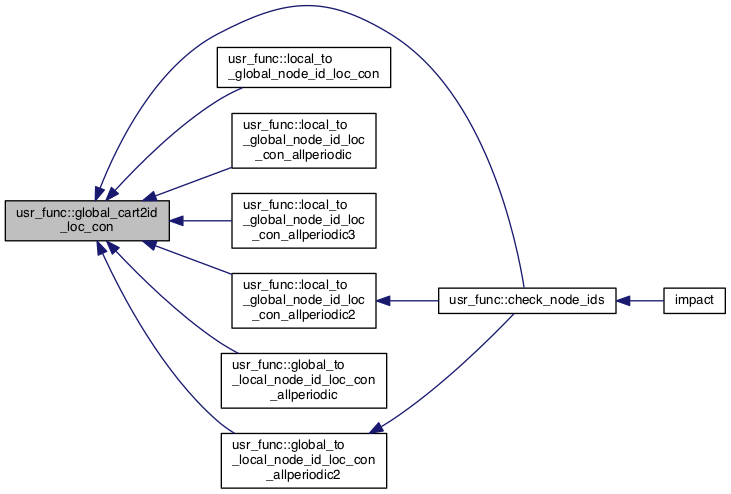 usr_func::local_to
_global_node_id_loc_con
usr_func::local_to
_global_node_id_loc
_con_allperiodic
usr_func::global_cart2id
_loc_con
usr_func::local_to
_global_node_id_loc
_con_allperiodic3
usr_func::local_to
_global_node_id_loc
_con_allperiodic2
usr_func::check_node_ids
impact
usr_func::global_to
_local_node_id_loc_con
_allperiodic
usr_func::global_to
_local_node_id_loc_con
_allperiodic2